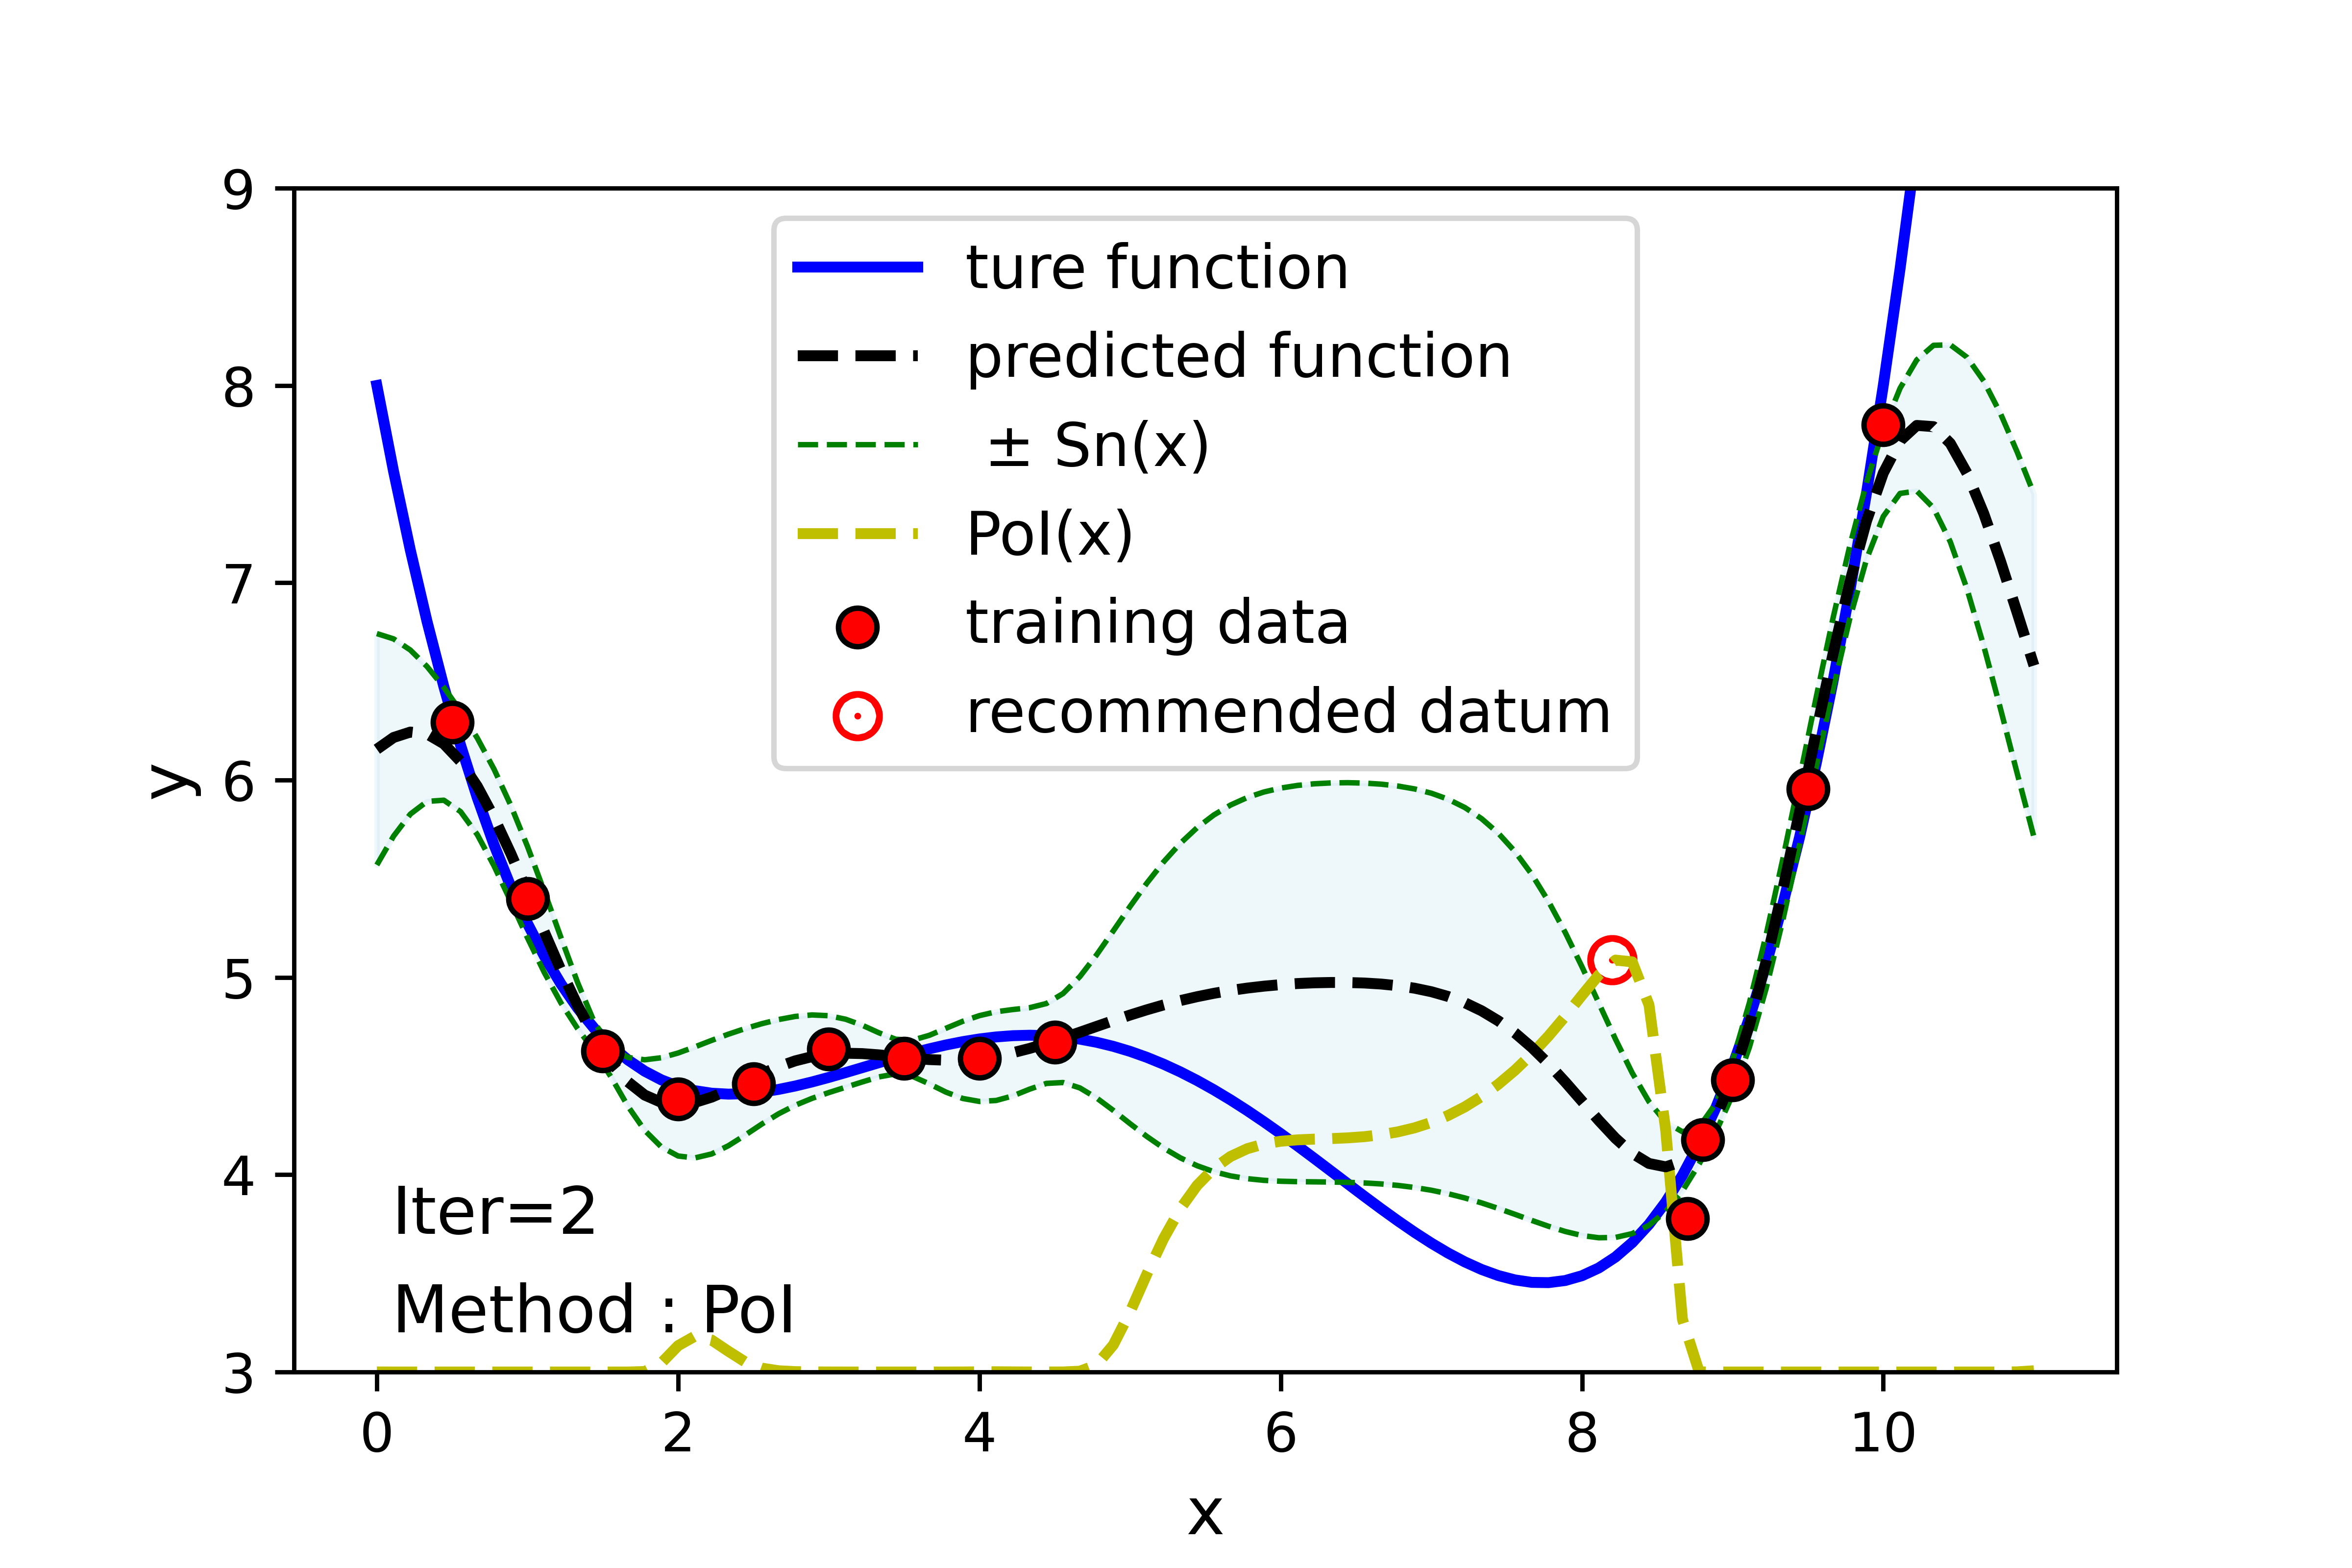 9
8
7
6
5
4
3
y
ture function
predicted function
± Sn(x)
PoI(x)
training data
recommended datum
Iter=2
Method : PoI
0 2 4 6 8 10
x